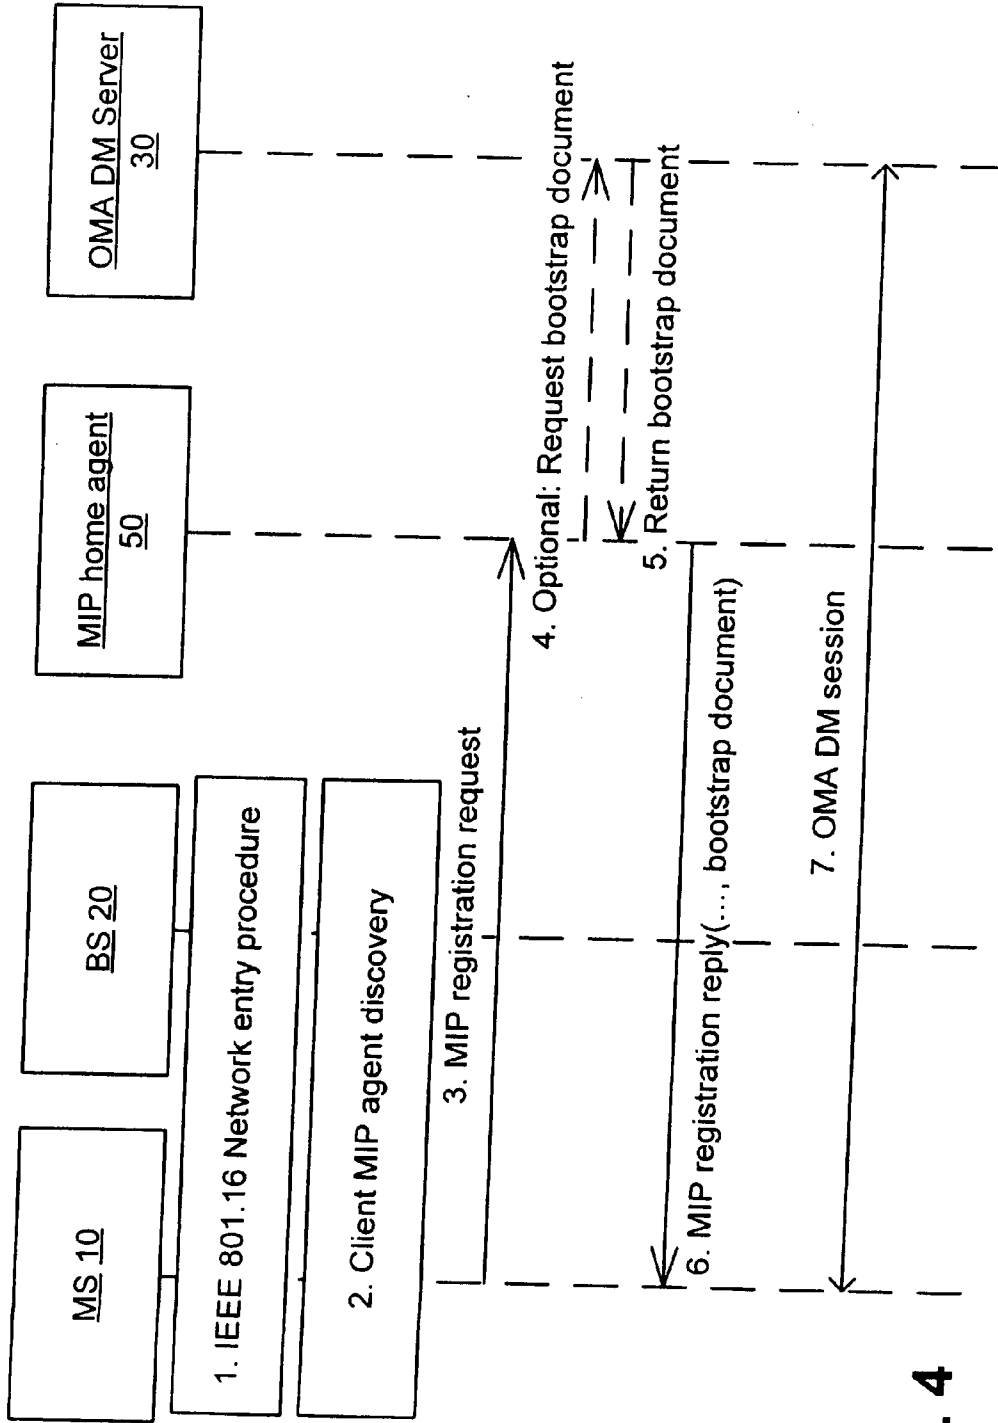 MS 10
BS 20
MIP home agent
50
OMA DM Server
30
1. IEEE 801.16 Network entry procedure
2. Client MIP agent discovery
3. MIP registration request
4. Optional: Request bootstrap document
5. Return bootstrap document
6. MIP registration reply(..., bootstrap document)
7. OMA DM session
. 4